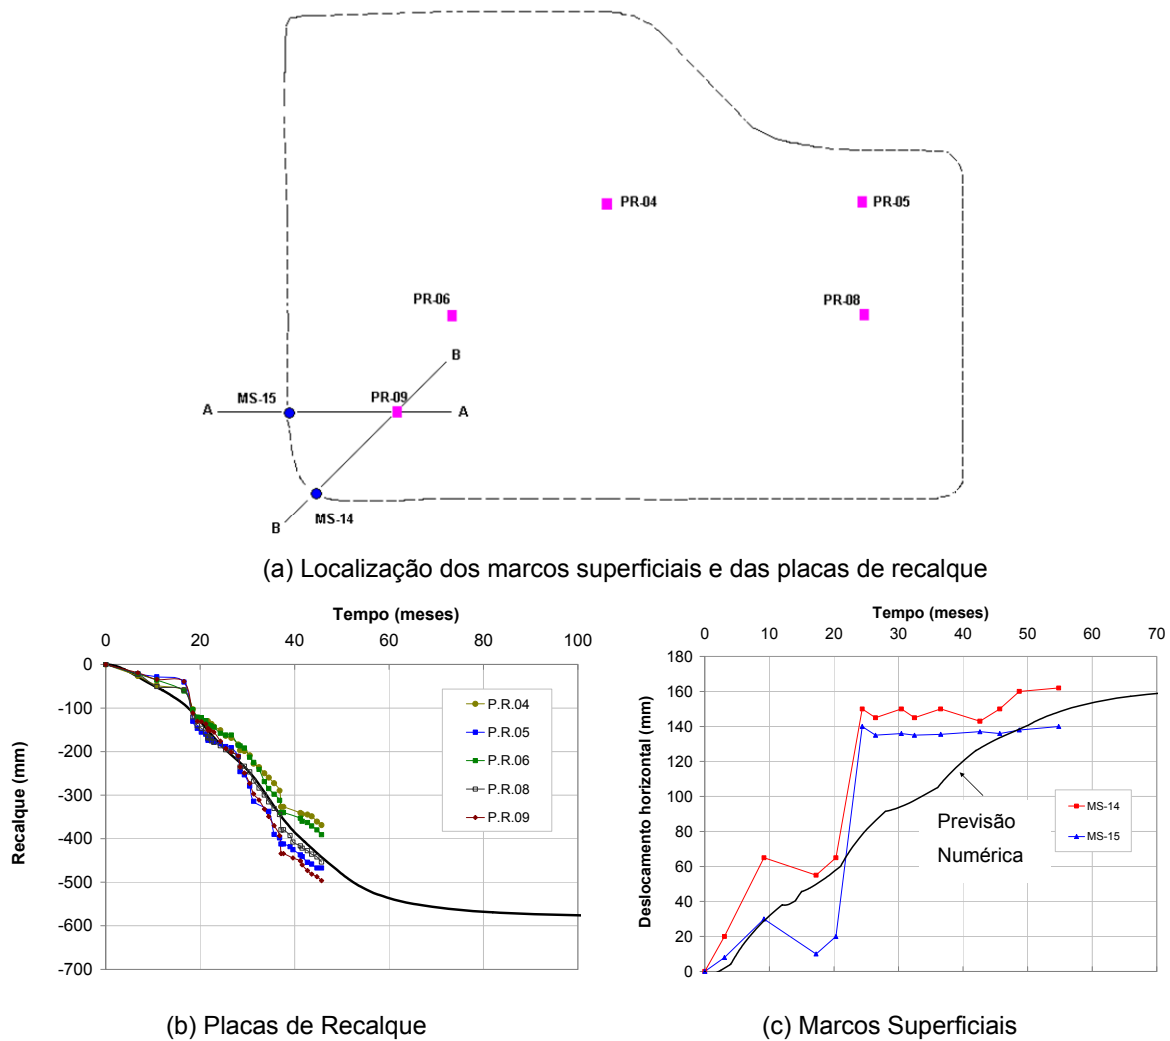 PR-04
PR-05
PR-06
PR-08
B
MS-15
PR-09
A
A
B
MS-14
(a) Localização dos marcos superficiais e das placas de recalque
Tempo (meses)
0 20 40 60 80 100
0
-100
-200
-300
-400
-500
-600
-700
Recalque (mm)
P.R.04
P.R.05
P.R.06
P.R.08
P.R.09
(b) Placas de Recalque
Tempo (meses)
0 10 20 30 40 50 60 70
180
160
140
120
100
80
60
40
20
0
Deslocamento horizontal (mm)
MS-14
MS-15
Previsão
Numérica
(c) Marcos Superficiais